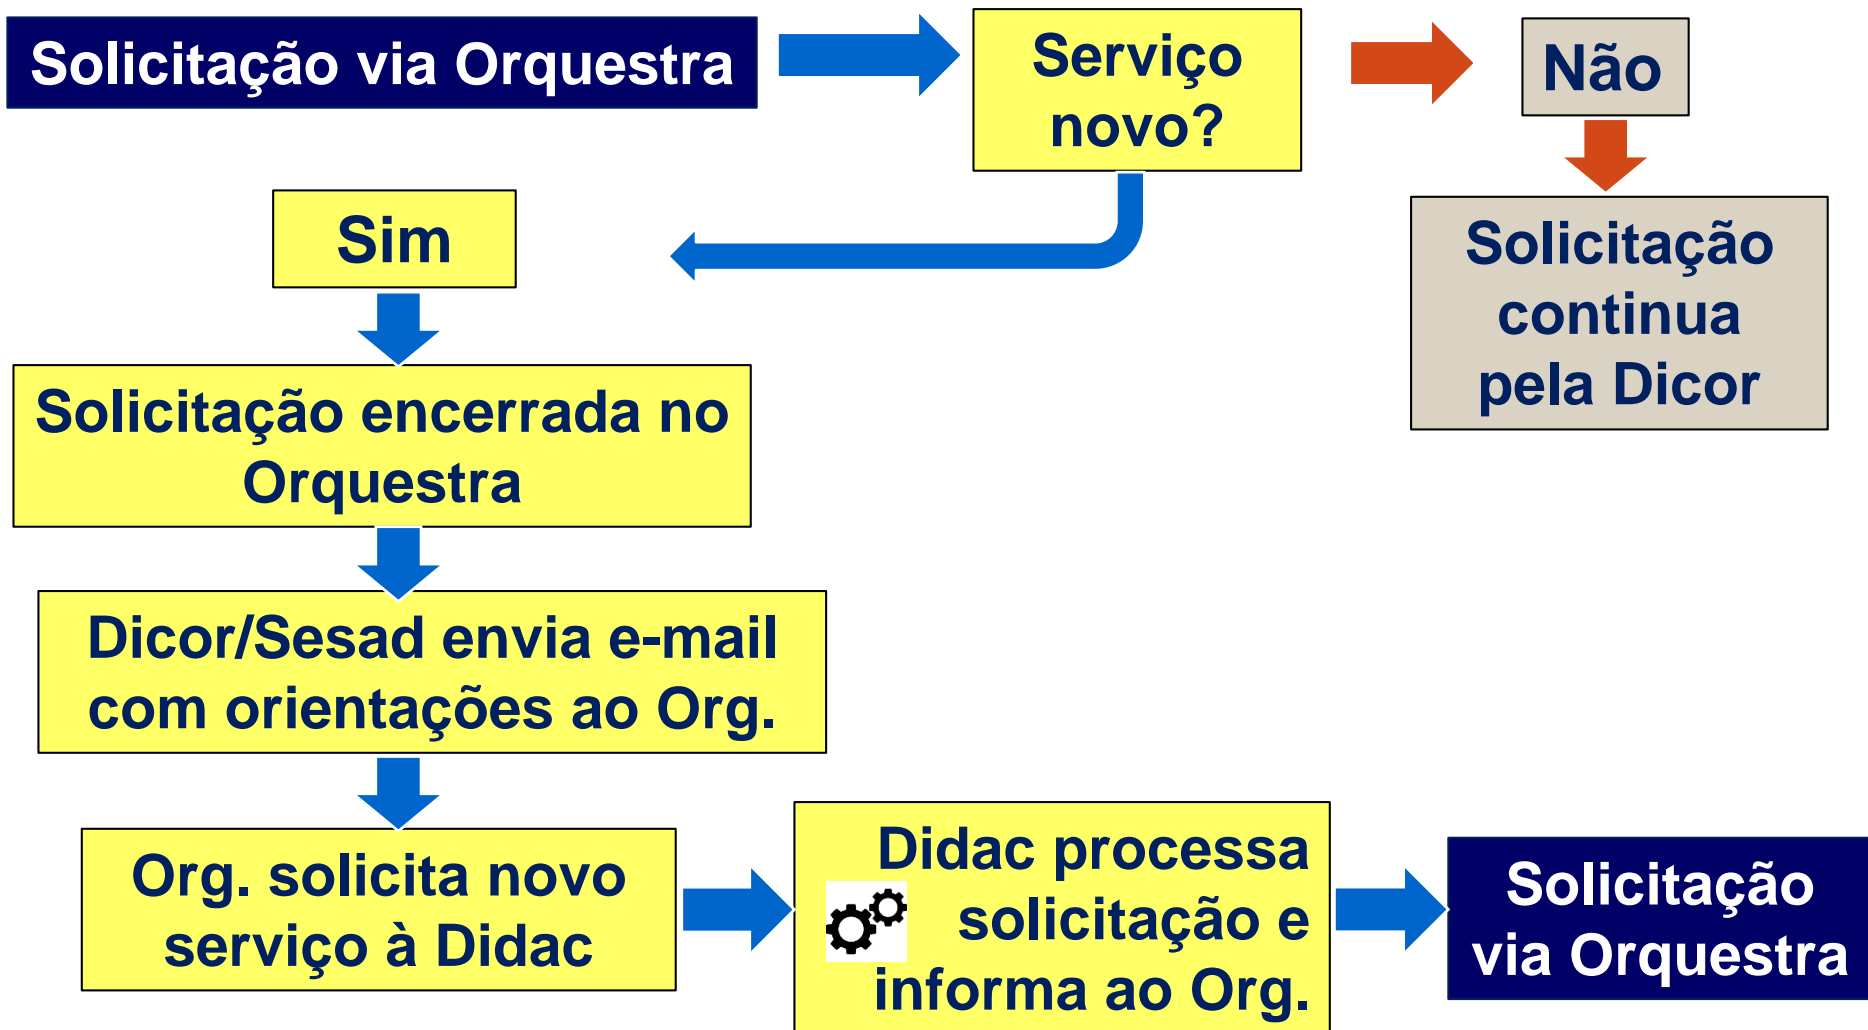 Solicitação via Orquestra
Serviço
novo?
Não
Sim
Solicitação
continua
pela Dicor
Solicitação encerrada no
Orquestra
Dicor/Sesad envia e-mail
com orientações ao Org.
Org. solicita novo
serviço à Didac
Didac processa
solicitação e
informa ao Org.
Solicitação
via Orquestra